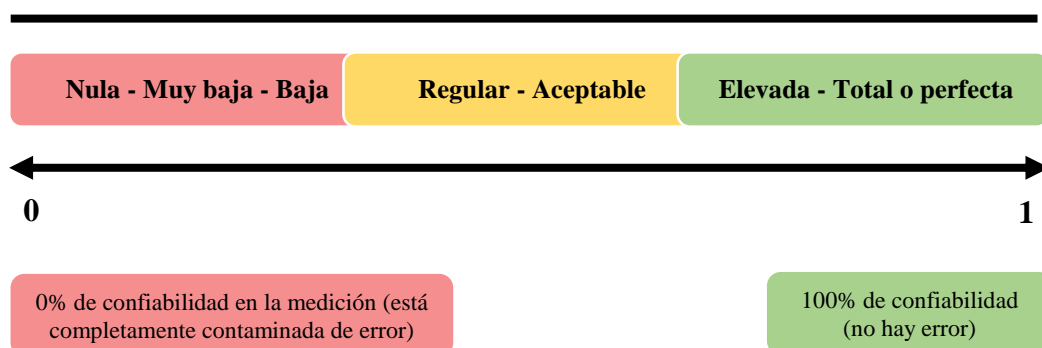 Nula - Muy baja - Baja
Regular - Aceptable
Elevada - Total o perfecta
0
1
0% de confiabilidad en la medición (está
completamente contaminada de error)
100% de confiabilidad
(no hay error)